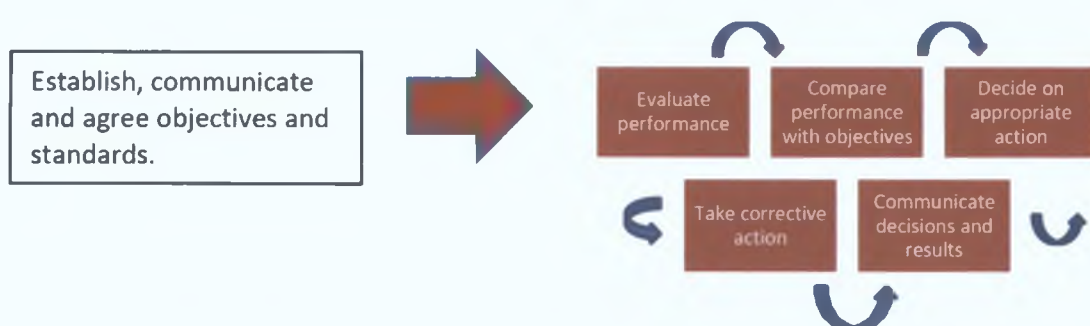 Establish, communicate
and agree objectives and
standards.
Evaluate
performance
Compare
performance
with objectives
Decide on
appropriate
action
Take corrective
action
Communicate
decisions and
results